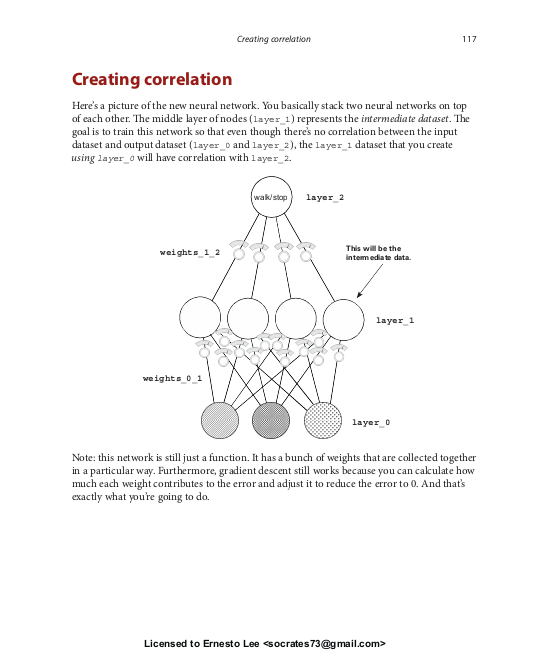 Creating correlation 117
Creating correlation
Here's a picture of the new neural network. You basically stack two neural networks on top
of each other. The middle layer of nodes (layer_1) represents the intermediate dataset. The
goal is to train this network so that even though there's no correlation between the input
dataset and output dataset (layer_0 and layer_2), the layer_1 dataset that you create
using layer_0 will have correlation with layer_2.
walk/stop
layer_2
weights_1_2
This will be the
intermediate data.
layer_1
weights_0_1
layer_0
Note: this network is still just a function. It has a bunch of weights that are collected together
in a particular way. Furthermore, gradient descent still works because you can calculate how
much each weight contributes to the error and adjust it to reduce the error to 0. And that's
exactly what you're going to do.
Licensed to Ernesto Lee <socrates73@gmail.com>